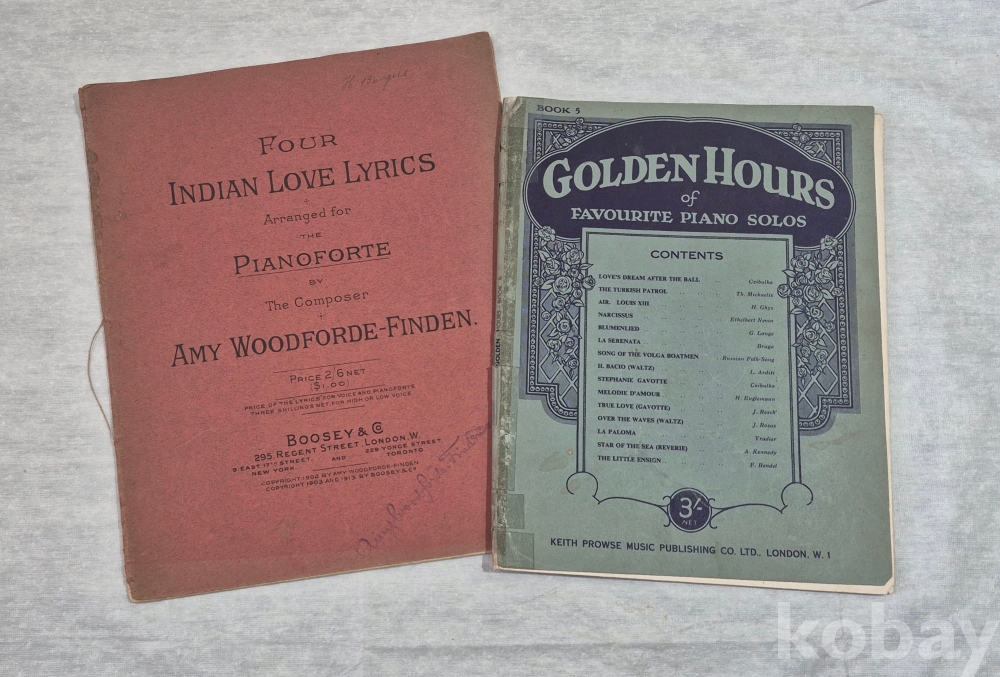 Four
Indian Love Lyrics
Arranged for
THE
Pianoforte
BY
The Composer
Amy Woodforde-Finden.
Price 2/6 net
($1.00)
PRICE OF THE LYRICS FOR VOICE AND PIANOFORTE
THREE SHILLINGS NET, FOR HIGH OR LOW VOICE
Boosey & Co
295, REGENT STREET, LONDON, W.
9, EAST 17TH STREET, AND 229 YONGE STREET
NEW YORK TORONTO
COPYRIGHT 1902 BY AMY WOODFORDE-FINDEN
COPYRIGHT 1903 AND 1913 BY BOOSEY & Co
BOOK 5
GOLDEN HOURS
of
FAVOURITE PIANO SOLOS
CONTENTS
LOVE'S DREAM AFTER THE BALL Czibulka
THE TURKISH PATROL Th. Michaelis
AIR. LOUIS XIII H. Ghys
NARCISSUS Ethelbert Nevin
BLUMENLIED G. Lange
LA SERENATA Braga
SONG OF THE VOLGA BOATMEN Russian Folk-Song
IL BACIO (WALTZ) L. Arditi
STEPHANIE GAVOTTE Czibulka
MELODIE D'AMOUR H. Englemann
TRUE LOVE (GAVOTTE) J. Resch
OVER THE WAVES (WALTZ) J. Rosas
LA PALOMA Yradier
STAR OF THE SEA (REVERIE) A. Kennedy
THE LITTLE ENSIGN F. Bendel
3/-
NET
KEITH PROWSE MUSIC PUBLISHING CO. LTD., LONDON, W.1
kobay